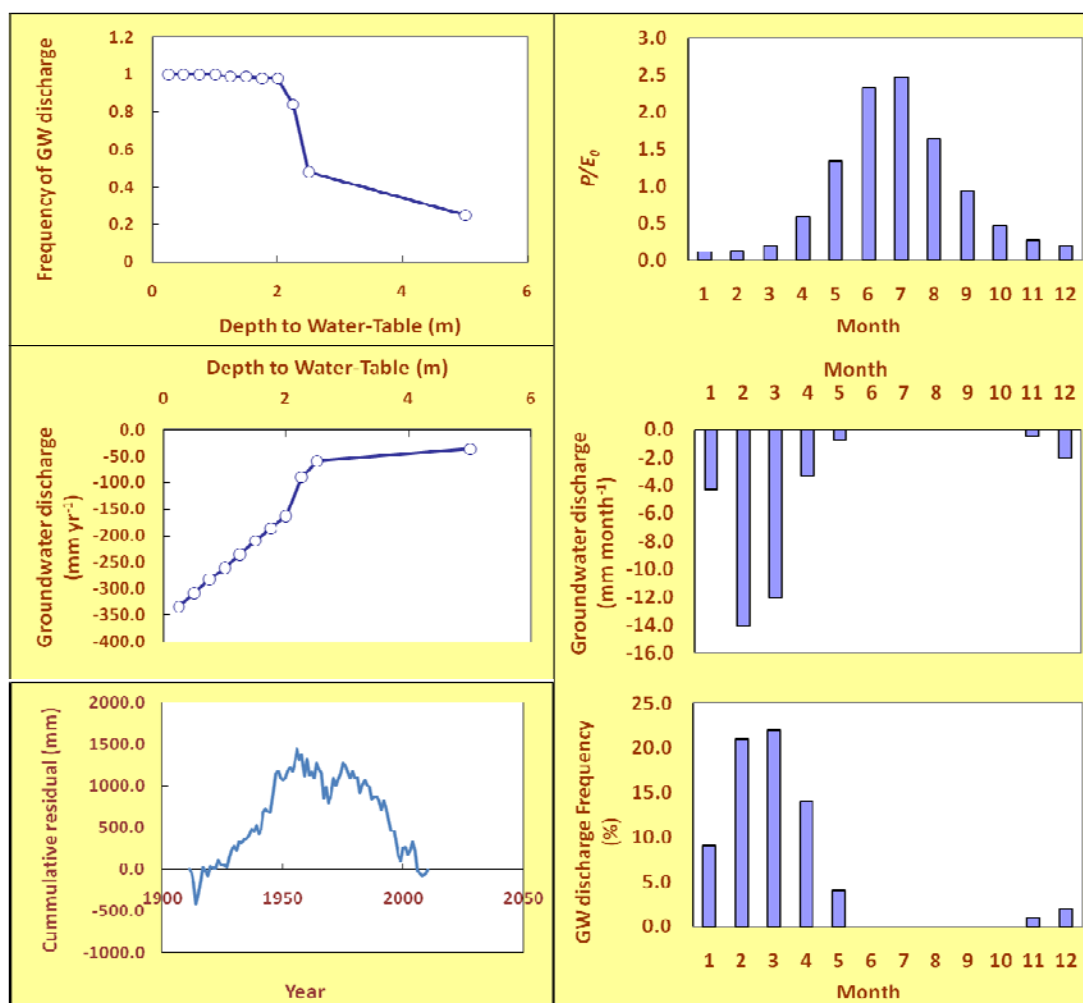 1.2
1
0.8
0.6
0.4
0.2
0
0 2 4 6
Frequency of GW discharge
Depth to Water-Table (m)
3.0
2.5
2.0
1.5
1.0
0.5
0.0
P/E0
1 2 3 4 5 6 7 8 9 10 11 12
Month
Depth to Water-Table (m)
0 2 4 6
0.0
-50.0
-100.0
-150.0
-200.0
-250.0
-300.0
-350.0
-400.0
Groundwater discharge
(mm yr-1)
Month
1 2 3 4 5 6 7 8 9 10 11 12
0.0
-2.0
-4.0
-6.0
-8.0
-10.0
-12.0
-14.0
-16.0
Groundwater discharge
(mm month-1)
2000.0
1500.0
1000.0
500.0
0.0
-500.0
-1000.0
1900 1950 2000 2050
Cummulative residual (mm)
Year
25.0
20.0
15.0
10.0
5.0
0.0
GW discharge Frequency
(%)
1 2 3 4 5 6 7 8 9 10 11 12
Month